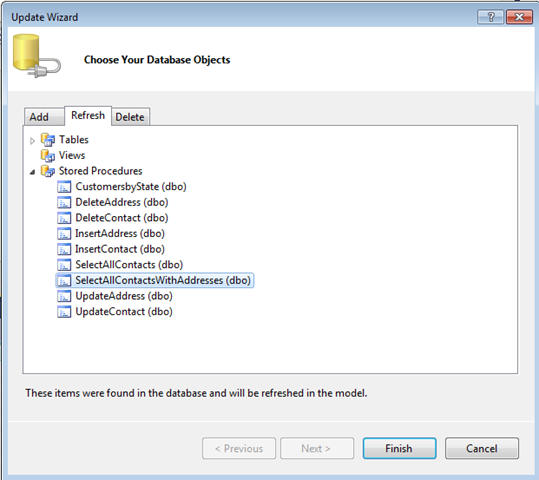 Update Wizard
Choose Your Database Objects
Add Refresh Delete
Tables
Views
Stored Procedures
CustomersbyState (dbo)
DeleteAddress (dbo)
DeleteContact (dbo)
InsertAddress (dbo)
InsertContact (dbo)
SelectAllContacts (dbo)
SelectAllContactsWithAddresses (dbo)
UpdateAddress (dbo)
UpdateContact (dbo)
These items were found in the database and will be refreshed in the model.
< Previous Next > Finish Cancel